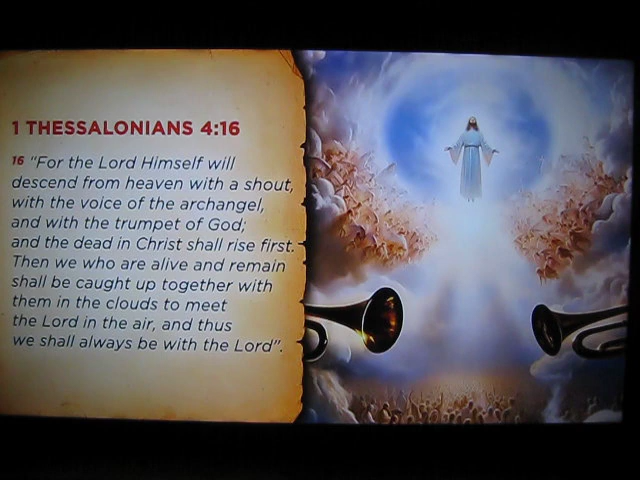 1 THESSALONIANS 4:16
16 "For the Lord Himself will
descend from heaven with a shout,
with the voice of the archangel,
and with the trumpet of God;
and the dead in Christ shall rise first.
Then we who are alive and remain
shall be caught up together with
them in the clouds to meet
the Lord in the air, and thus
we shall always be with the Lord".